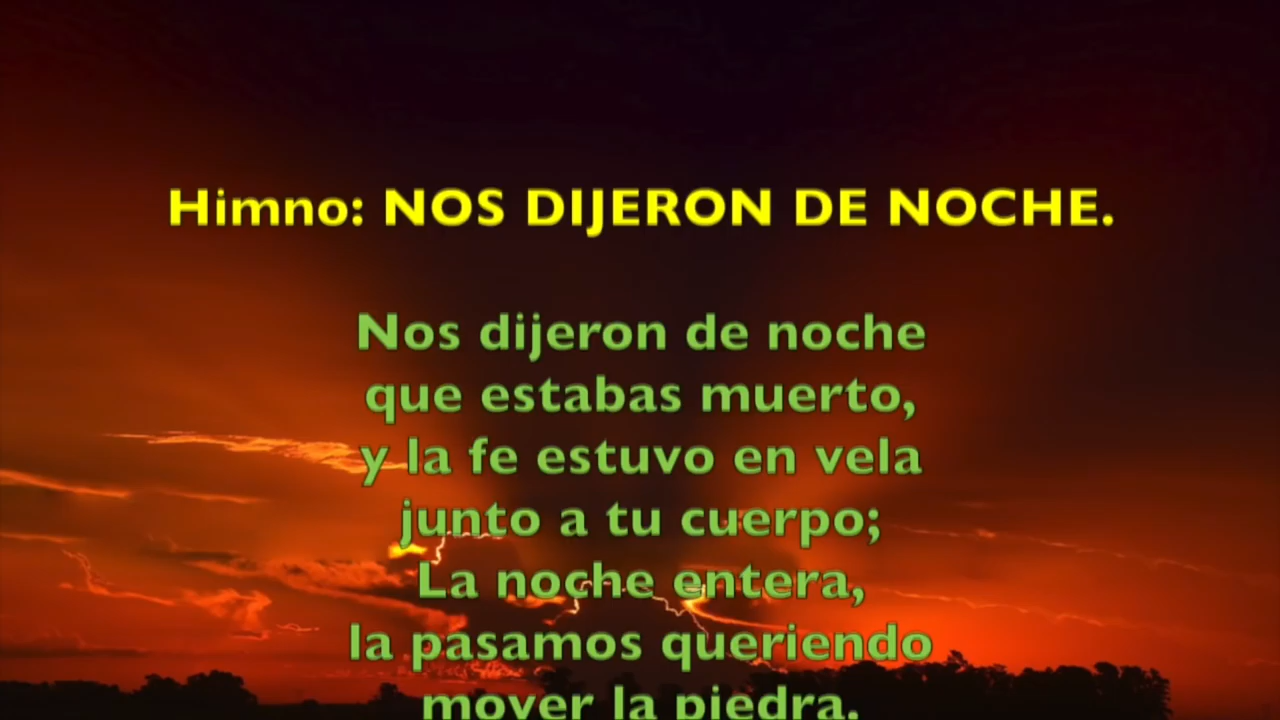 Himno: NOS DIJERON DE NOCHE.
Nos dijeron de noche
que estabas muerto,
y la fe estuvo en vela
junto a tu cuerpo;
La noche entera,
la pasamos queriendo
mover la piedra.